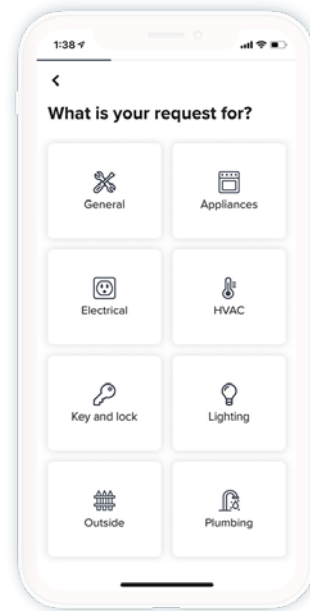 1:38
What is your request for?
General
Appliances
Electrical
HVAC
Key and lock
Lighting
Outside
Plumbing